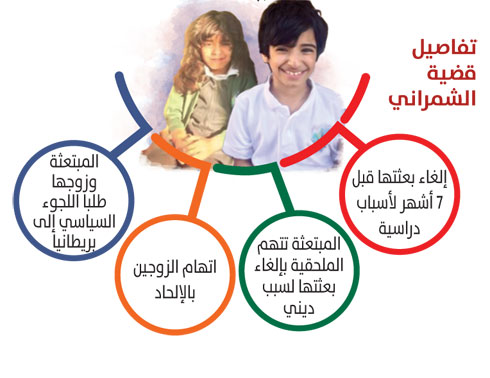 تفاصيل
قضية
الشمراني
إلغاء بعثتها قبل
7 أشهر لأسباب
دراسية
المبتعثة تتهم
الملحقية بإلغاء
بعثتها لسبب
ديني
اتهام الزوجين
بالإلحاد
المبتعثة
وزوجها
طلبا اللجوء
السياسي إلى
بريطانيا